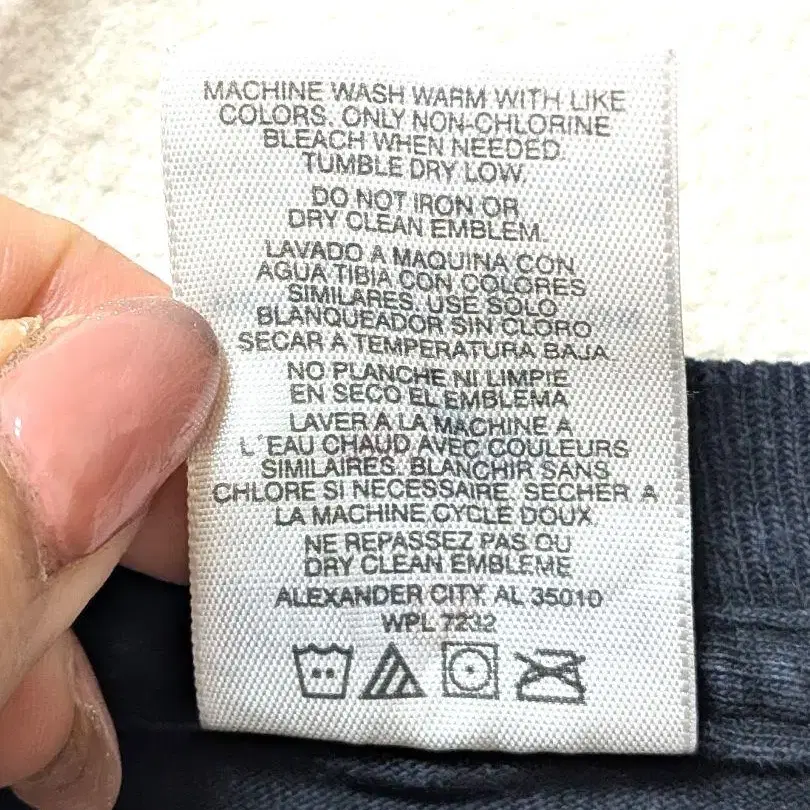 MACHINE WASH WARM WITH LIKE
COLORS. ONLY NON-CHLORINE
BLEACH WHEN NEEDED.
TUMBLE DRY LOW.
DO NOT IRON OR
DRY CLEAN EMBLEM.
LAVADO A MAQUINA CON
AGUA TIBIA CON COLORES
SIMILARES. USE SOLO
BLANQUEADOR SIN CLORO
SECAR A TEMPERATURA BAJA
NO PLANCHE NI LIMPIE
EN SECO EL EMBLEMA
LAVER A LA MACHINE A
L'EAU CHAUD AVEC COULEURS
SIMILAIRES. BLANCHIR SANS
CHLORE SI NECESSAIRE. SECHER A
LA MACHINE CYCLE DOUX
NE REPASSEZ PAS OU
DRY CLEAN EMBLEME
ALEXANDER CITY. AL 35010
WPL 7232